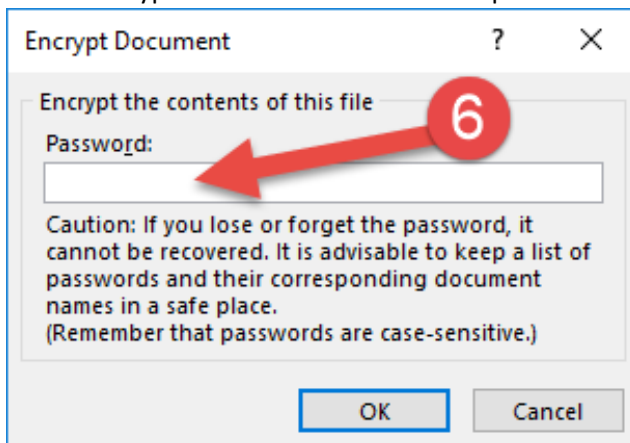 Encrypt Document ? ×
Encrypt the contents of this file
6
Password:
Caution: If you lose or forget the password, it
cannot be recovered. It is advisable to keep a list of
passwords and their corresponding document
names in a safe place.
(Remember that passwords are case-sensitive.)
OK Cancel